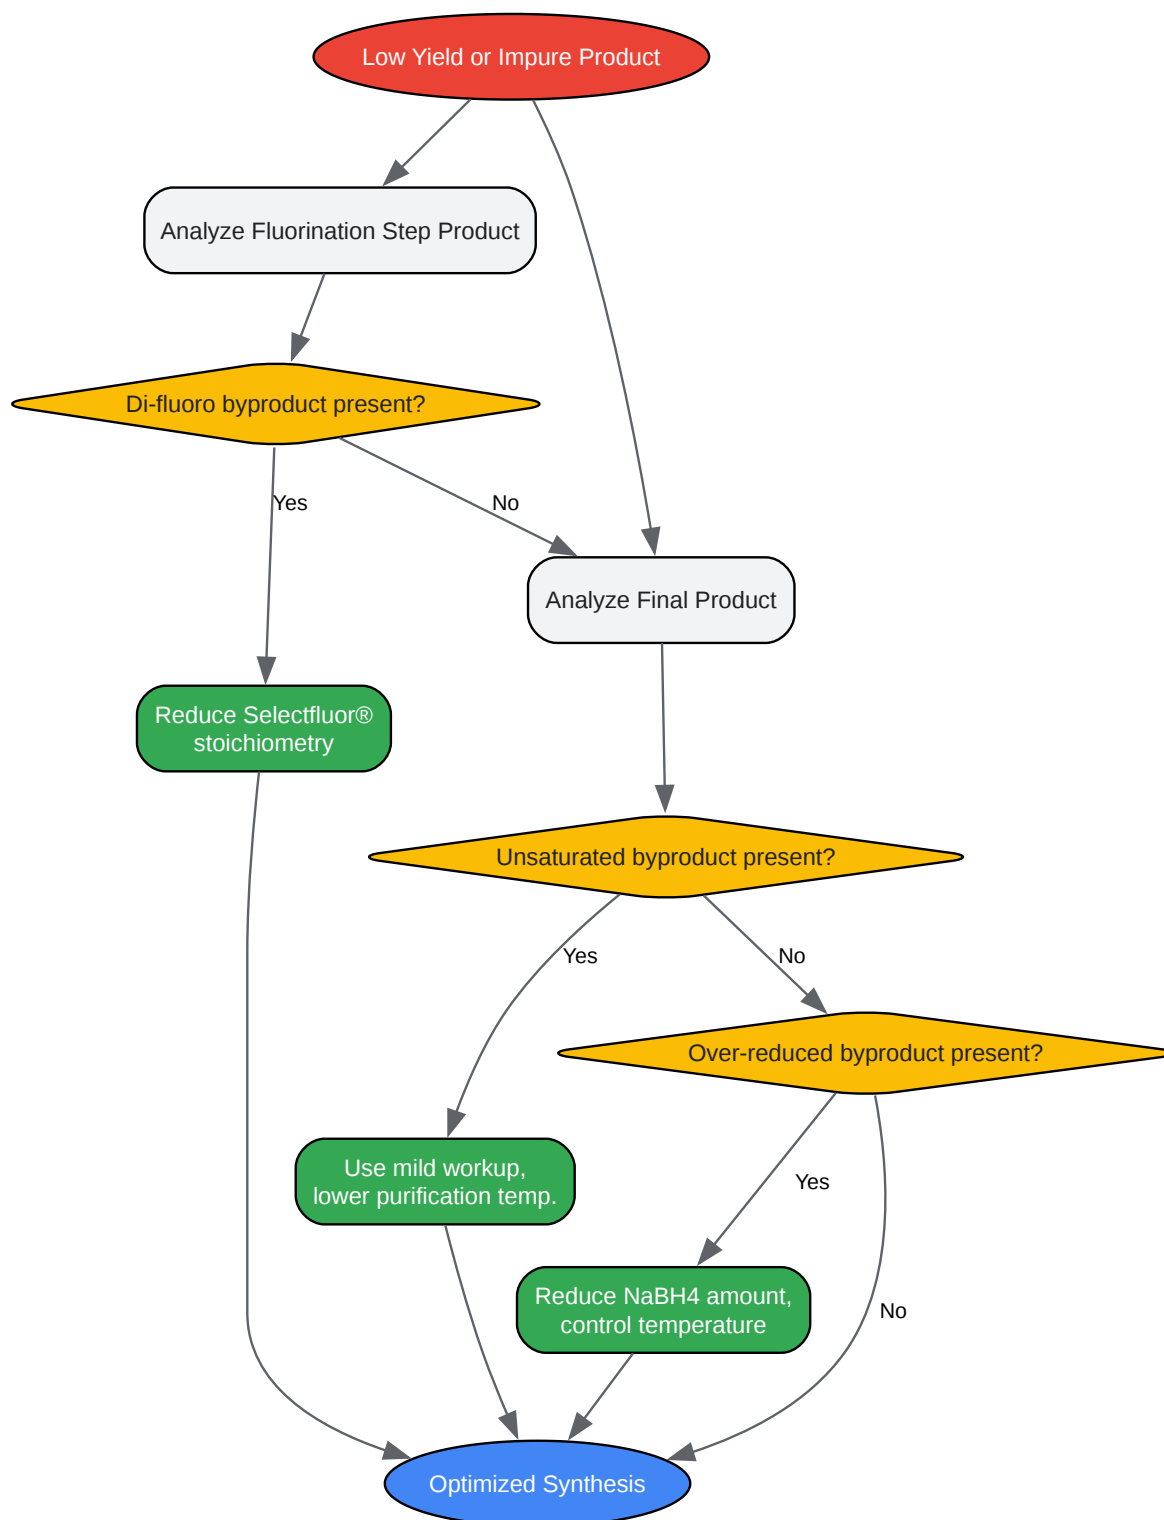 Low Yield or Impure Product
Analyze Fluorination Step Product
Di-fluoro byproduct present?
Yes
No
Analyze Final Product
Reduce Selectfluor®
stoichiometry
Unsaturated byproduct present?
Yes
No
Over-reduced byproduct present?
Use mild workup,
lower purification temp.
Yes
Reduce NaBH4 amount,
control temperature
No
Optimized Synthesis